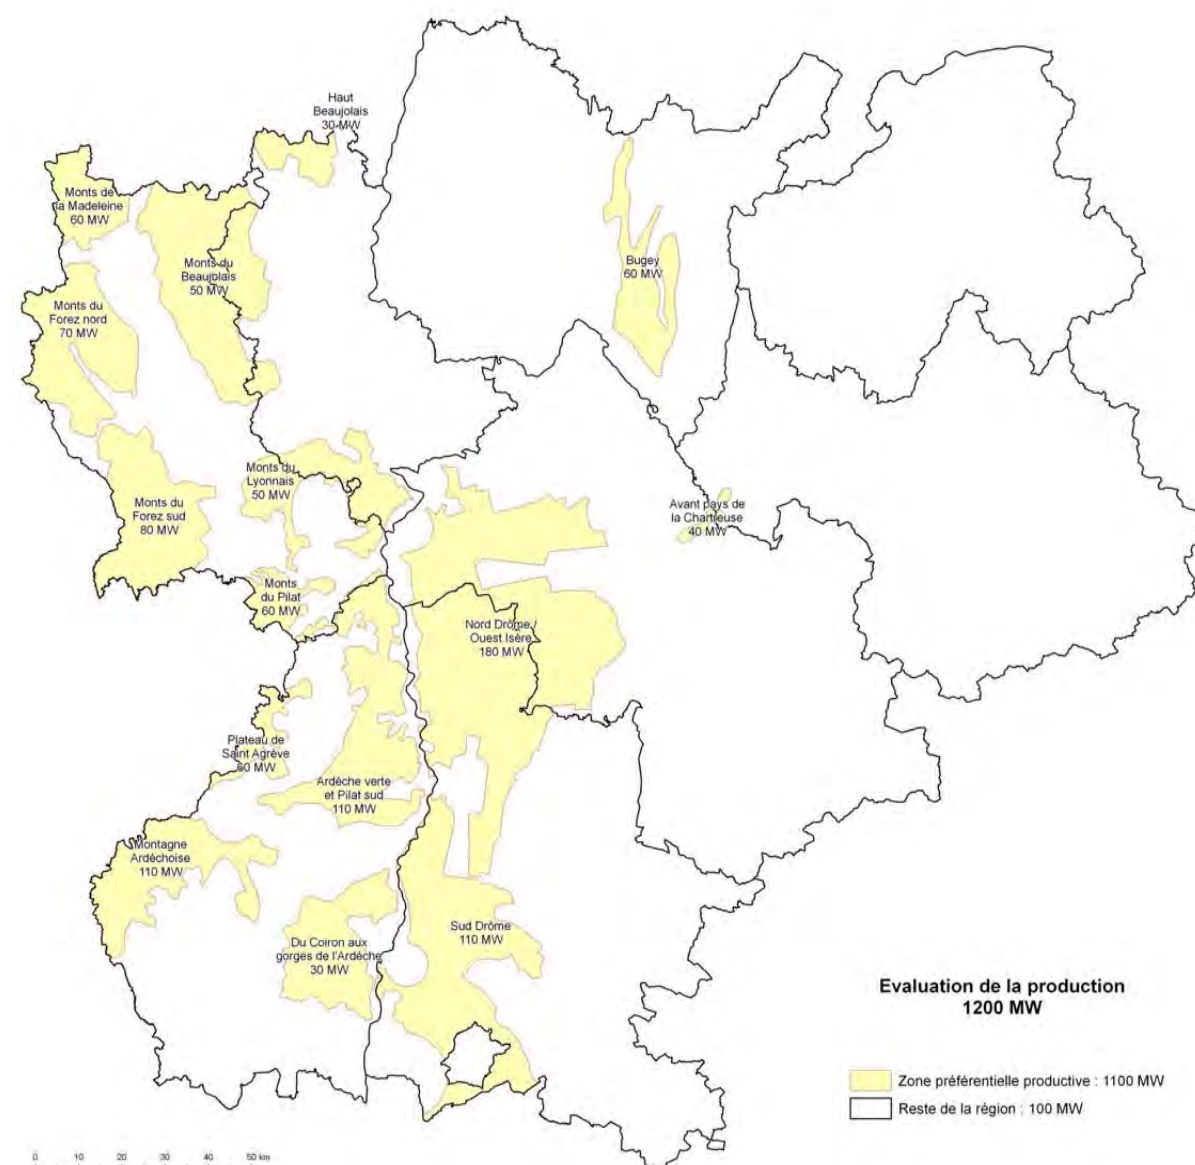 Haut
Beaujolais
30 MW
Monts de
la Madeleine
60 MW
Monts du
Beaujolais
50 MW
Bugey
60 MW
Monts du
Forez nord
70 MW
Monts du
Lyonnais
50 MW
Monts du
Forez sud
80 MW
Avant pays de
la Chartreuse
40 MW
Monts
du Pilat
60 MW
Nord Drôme /
Ouest Isère
180 MW
Plateau de
Saint Agrève
60 MW
Ardèche verte
et Pilat sud
110 MW
Montagne
Ardéchoise
110 MW
Sud Drôme
110 MW
Du Coiron aux
gorges de l'Ardèche
30 MW
Evaluation de la production
1200 MW
Zone préférentielle productive : 1100 MW
Reste de la région : 100 MW
0 10 20 30 40 50 km